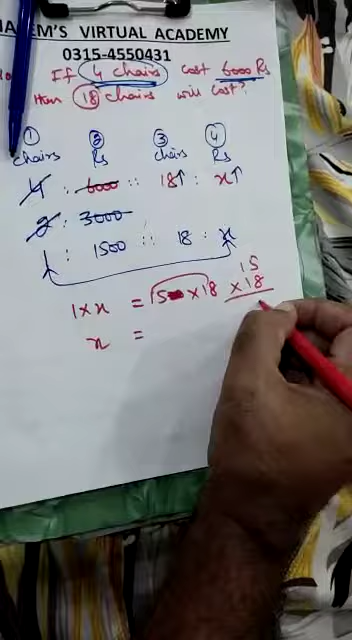 'S VIRTUAL ACADEMY
0315-4550431
If 4 chairs cost 6000 Rs
then 18 chairs will cost?
1 2 3 4
chairs Rs chairs Rs
4 : 6000 :: 18↑ : x↑
2 : 3000
1 : 1500 :: 18 : x
1 x x = 1500 x 18
15
x 18
x =